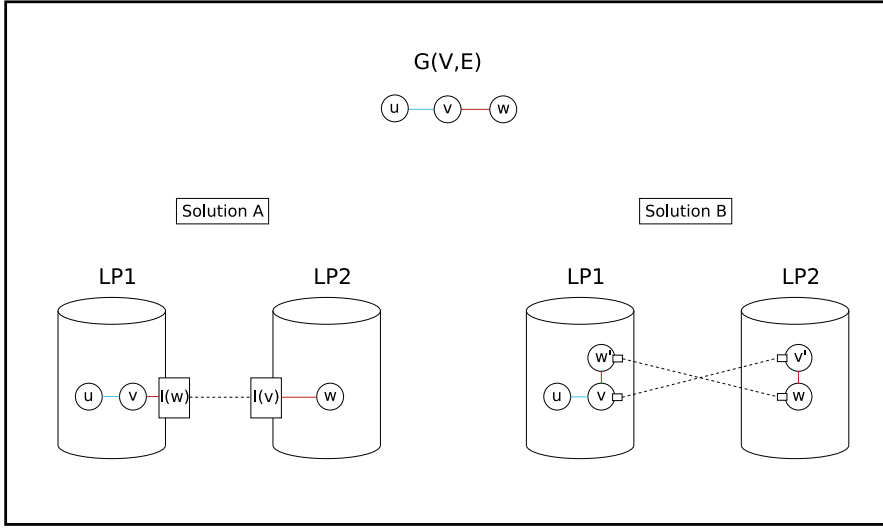 G(V,E)
u v w
Solution A
Solution B
LP1
LP2
LP1
LP2
w'
v'
u v I(w)
I(v) w
u v
w